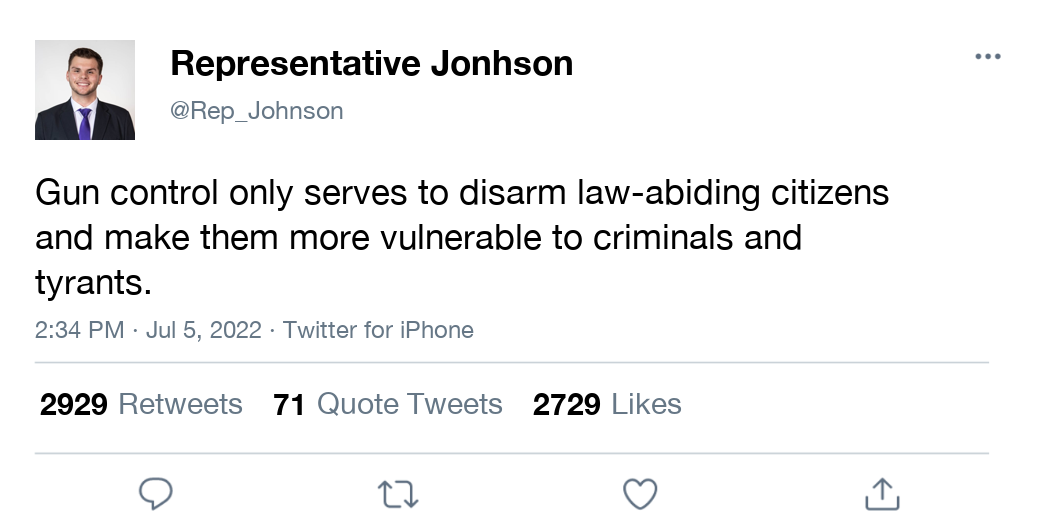 Representative Jonhson
@Rep_Johnson
Gun control only serves to disarm law-abiding citizens
and make them more vulnerable to criminals and
tyrants.
2:34 PM · Jul 5, 2022 · Twitter for iPhone
2929 Retweets 71 Quote Tweets 2729 Likes